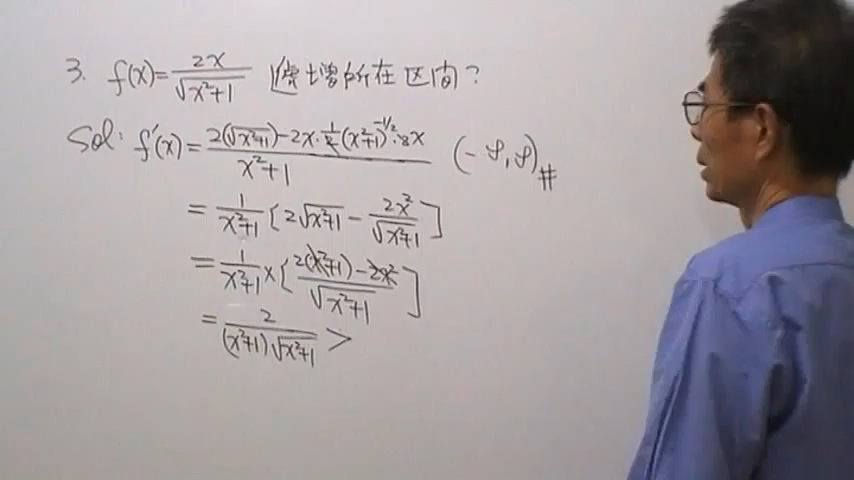 3. f(x)=2x/√(x²+1) 遞增所在区间?
Sol: f'(x)=(2(√(x²+1))-2x·1/2(x²+1)^(-1/2)·2x)/(x²+1) (-∞,∞)#
=1/(x²+1)[2√(x²+1)-2x²/√(x²+1)]
=1/(x²+1)×[(2(x²+1)-2x²)/√(x²+1)]
=2/((x²+1)√(x²+1))>